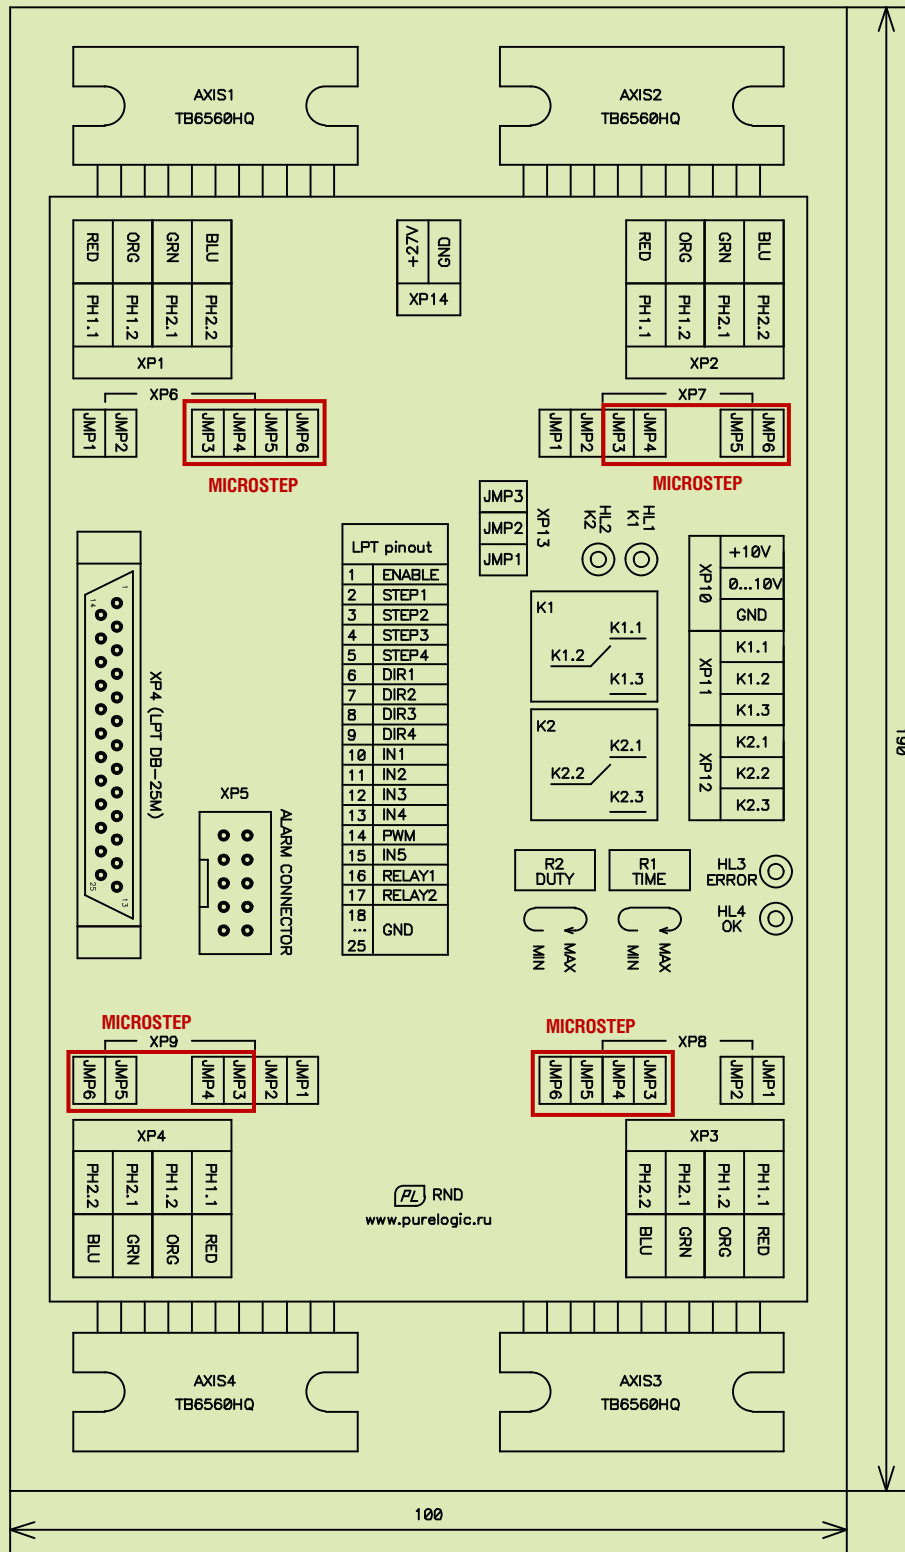 AXIS1
TB6560HQ
AXIS2
TB6560HQ
RED ORG GRN BLU
PH1.1 PH1.2 PH2.1 PH2.2
XP1
+27V GND
XP14
RED ORG GRN BLU
PH1.1 PH1.2 PH2.1 PH2.2
XP2
XP6
JMP1 JMP2 JMP3 JMP4 JMP5 JMP6
MICROSTEP
XP7
JMP1 JMP2 JMP3 JMP4 JMP5 JMP6
MICROSTEP
JMP3
JMP2
JMP1
XP13
HL2
K2
HL1
K1
XP10
+10V
0...10V
GND
XP11
K1.1
K1.2
K1.3
XP12
K2.1
K2.2
K2.3
K1
K1.1
K1.2
K1.3
K2
K2.1
K2.2
K2.3
LPT pinout
1 ENABLE
2 STEP1
3 STEP2
4 STEP3
5 STEP4
6 DIR1
7 DIR2
8 DIR3
9 DIR4
10 IN1
11 IN2
12 IN3
13 IN4
14 PWM
15 IN5
16 RELAY1
17 RELAY2
18
...
25
GND
1
14
25
13
XP4 (LPT DB-25M)
XP5
ALARM CONNECTOR
R2
DUTY
R1
TIME
MIN MAX
MIN MAX
HL3
ERROR
HL4
OK
190
MICROSTEP
XP9
JMP6 JMP5 JMP4 JMP3 JMP2 JMP1
MICROSTEP
XP8
JMP6 JMP5 JMP4 JMP3 JMP2 JMP1
XP4
PH2.2 PH2.1 PH1.2 PH1.1
BLU GRN ORG RED
PL RND
www.purelogic.ru
XP3
PH2.2 PH2.1 PH1.2 PH1.1
BLU GRN ORG RED
AXIS4
TB6560HQ
AXIS3
TB6560HQ
100